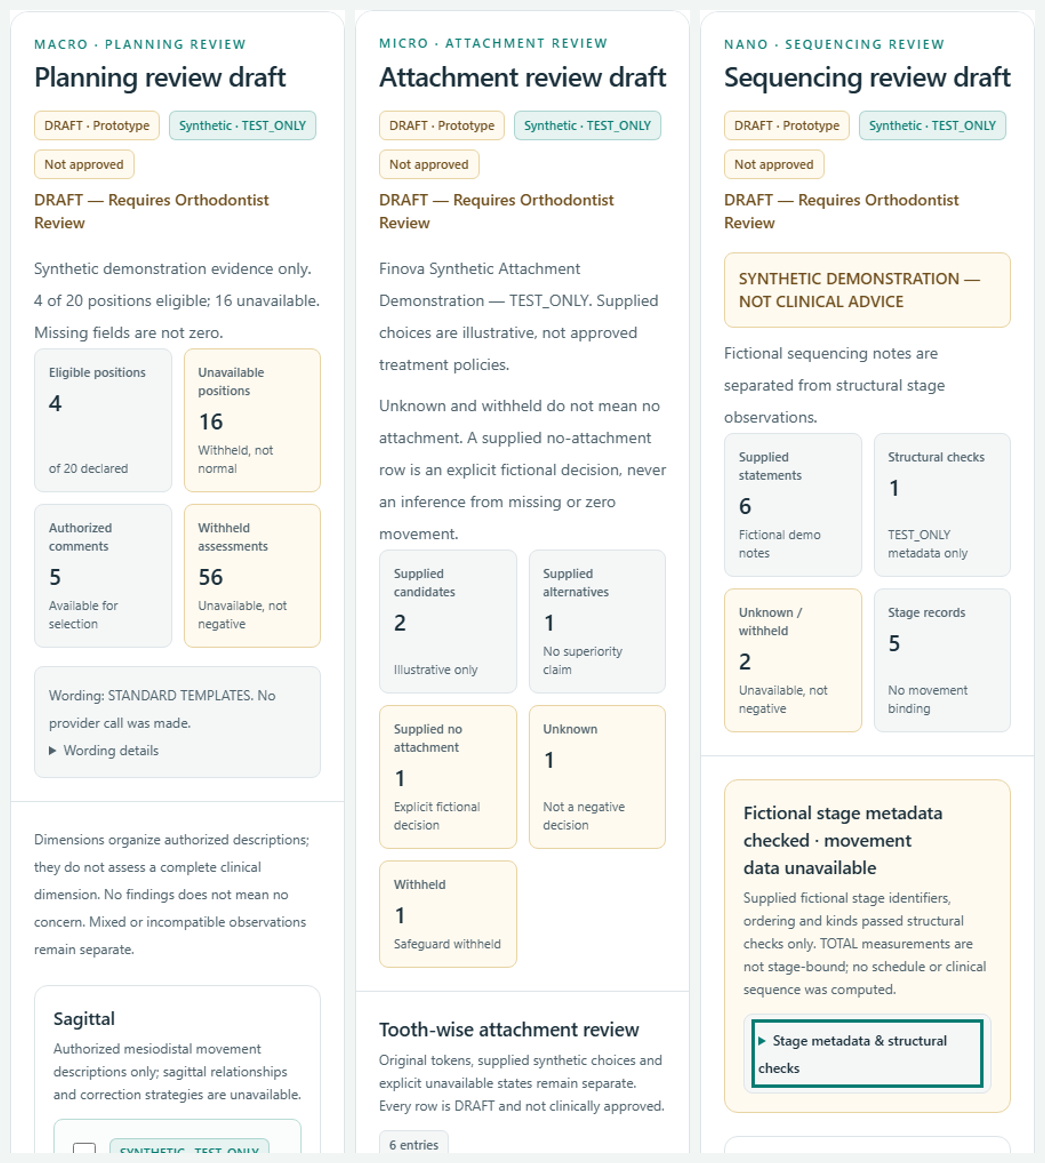 MACRO · PLANNING REVIEW
Planning review draft
DRAFT · Prototype
Synthetic · TEST_ONLY
Not approved
DRAFT — Requires Orthodontist
Review
Synthetic demonstration evidence only.
4 of 20 positions eligible; 16 unavailable.
Missing fields are not zero.
Eligible positions
4
of 20 declared
Unavailable
positions
16
Withheld, not
normal
Authorized
comments
5
Available for
selection
Withheld
assessments
56
Unavailable, not
negative
Wording: STANDARD TEMPLATES. No
provider call was made.
▶ Wording details
Dimensions organize authorized descriptions;
they do not assess a complete clinical
dimension. No findings does not mean no
concern. Mixed or incompatible observations
remain separate.
Sagittal
Authorized mesiodistal movement
descriptions only; sagittal relationships
and correction strategies are unavailable.
SYNTHETIC · TEST_ONLY
MICRO · ATTACHMENT REVIEW
Attachment review draft
DRAFT · Prototype
Synthetic · TEST_ONLY
Not approved
DRAFT — Requires Orthodontist
Review
Finova Synthetic Attachment
Demonstration — TEST_ONLY. Supplied
choices are illustrative, not approved
treatment policies.
Unknown and withheld do not mean no
attachment. A supplied no-attachment
row is an explicit fictional decision, never
an inference from missing or zero
movement.
Supplied
candidates
2
Illustrative only
Supplied
alternatives
1
No superiority
claim
Supplied no
attachment
1
Explicit fictional
decision
Unknown
1
Not a negative
decision
Withheld
1
Safeguard withheld
Tooth-wise attachment review
Original tokens, supplied synthetic choices and
explicit unavailable states remain separate.
Every row is DRAFT and not clinically approved.
6 entries
NANO · SEQUENCING REVIEW
Sequencing review draft
DRAFT · Prototype
Synthetic · TEST_ONLY
Not approved
DRAFT — Requires Orthodontist
Review
SYNTHETIC DEMONSTRATION —
NOT CLINICAL ADVICE
Fictional sequencing notes are
separated from structural stage
observations.
Supplied
statements
6
Fictional demo
notes
Structural checks
1
TEST_ONLY
metadata only
Unknown /
withheld
2
Unavailable, not
negative
Stage records
5
No movement
binding
Fictional stage metadata
checked · movement
data unavailable
Supplied fictional stage identifiers,
ordering and kinds passed structural
checks only. TOTAL measurements are
not stage-bound; no schedule or clinical
sequence was computed.
▶ Stage metadata & structural
checks